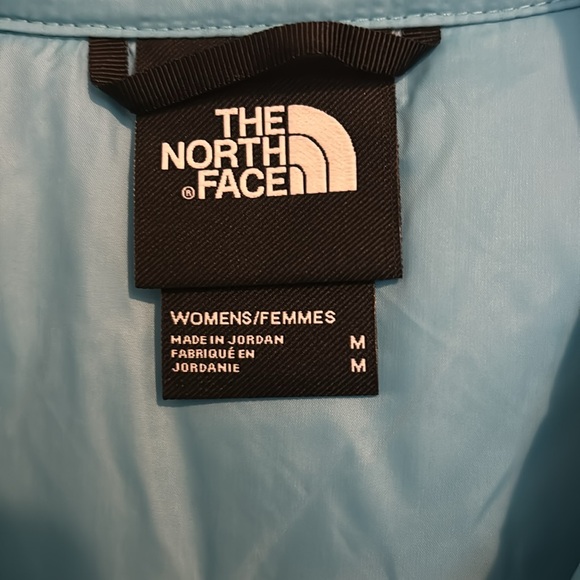 THE
NORTH
® FACE
WOMENS/FEMMES
MADE IN JORDAN M
FABRIQUÉ EN
JORDANIE M